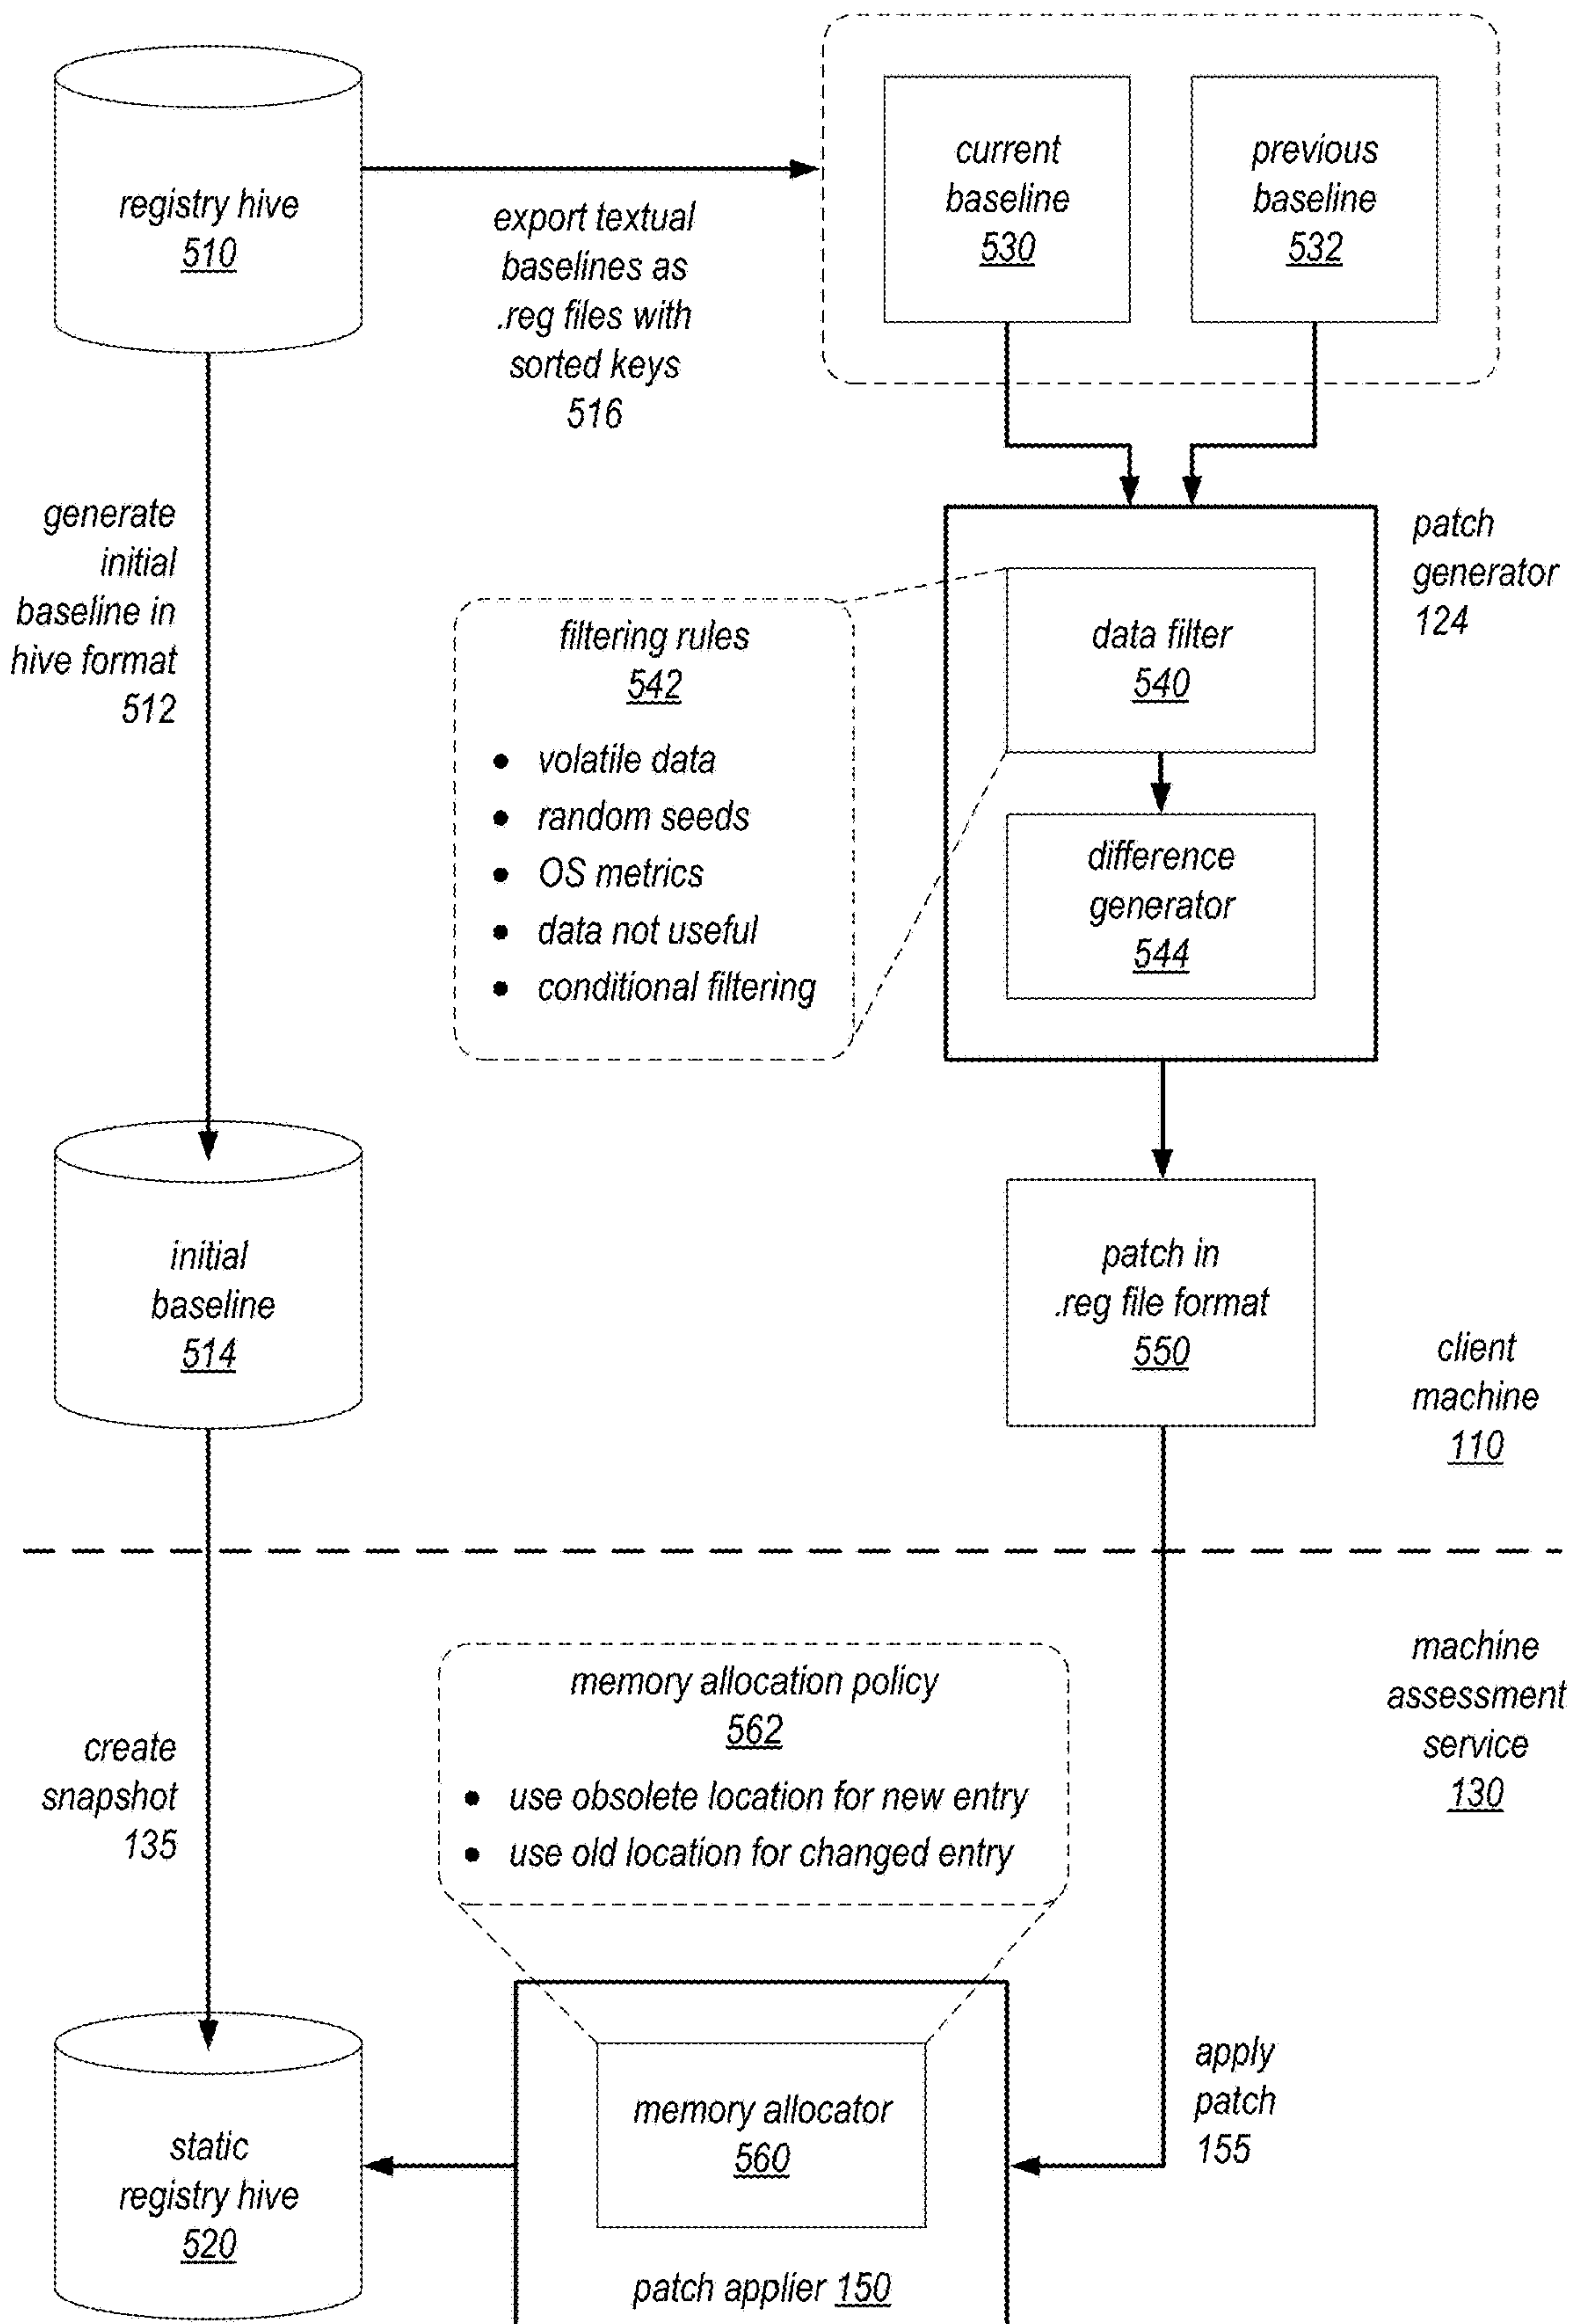 registry hive
510
export textual
baselines as
.reg files with
sorted keys
516
current
baseline
530
previous
baseline
532
generate
initial
baseline in
hive format
512
patch
generator
124
filtering rules
542
• volatile data
• random seeds
• OS metrics
• data not useful
• conditional filtering
data filter
540
difference
generator
544
initial
baseline
514
patch in
.reg file format
550
client
machine
110
machine
assessment
service
130
create
snapshot
135
memory allocation policy
562
• use obsolete location for new entry
• use old location for changed entry
apply
patch
155
memory allocator
560
static
registry hive
520
patch applier 150